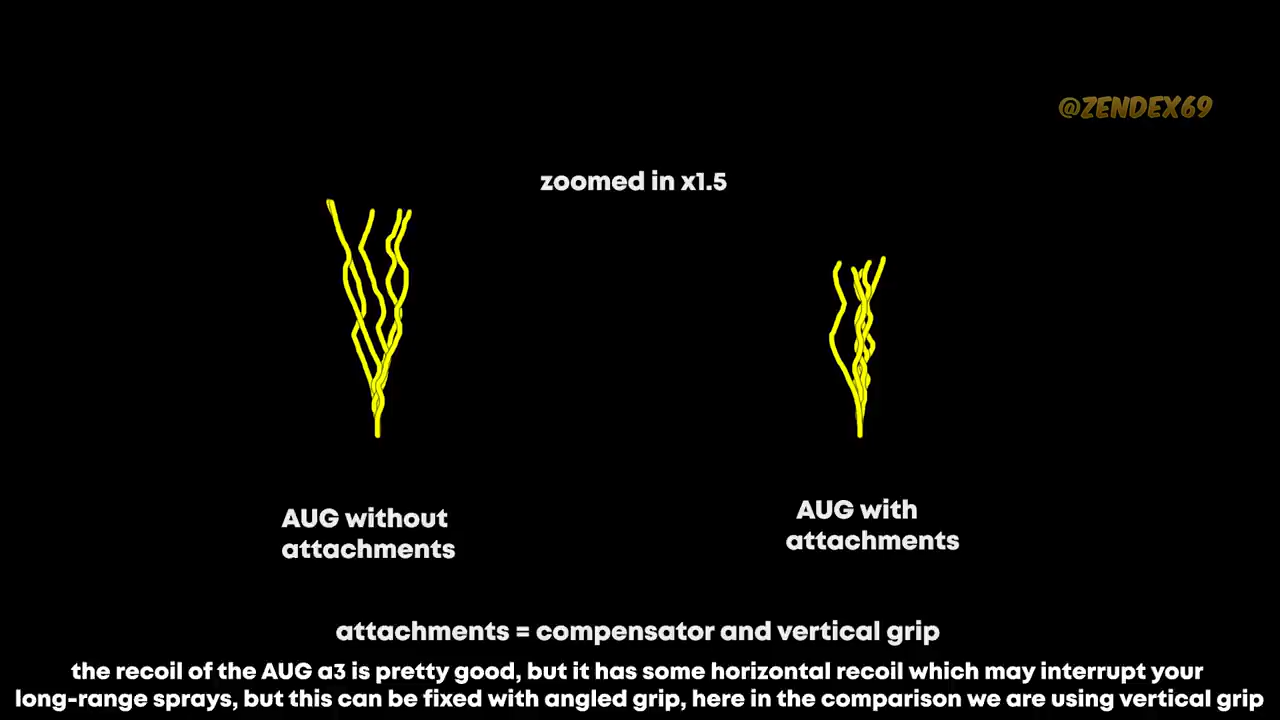 @ZENDEX69
zoomed in x1.5
AUG without
attachments
AUG with
attachments
attachments = compensator and vertical grip
the recoil of the AUG a3 is pretty good, but it has some horizontal recoil which may interrupt your
long-range sprays, but this can be fixed with angled grip, here in the comparison we are using vertical grip